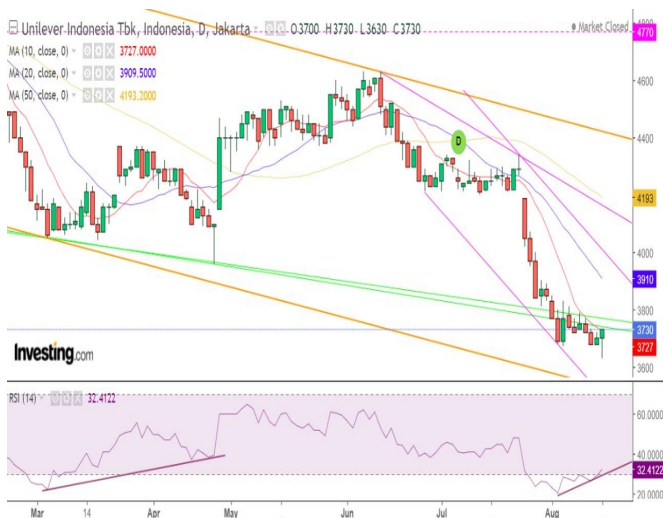 Unilever Indonesia Tbk, Indonesia, D, Jakarta O3700 H3730 L3630 C3730
Market Closed
MA (10, close, 0) 3727.0000
MA (20, close, 0) 3909.5000
MA (50, close, 0) 4193.2000
D
4770
4600
4400
4193
4000
3910
3800
3730
3727
3600
Investing.com
RSI (14) 32.4122
60.0000
40.0000
32.4122
20.0000
Mar 14 Apr May Jun Jul Aug